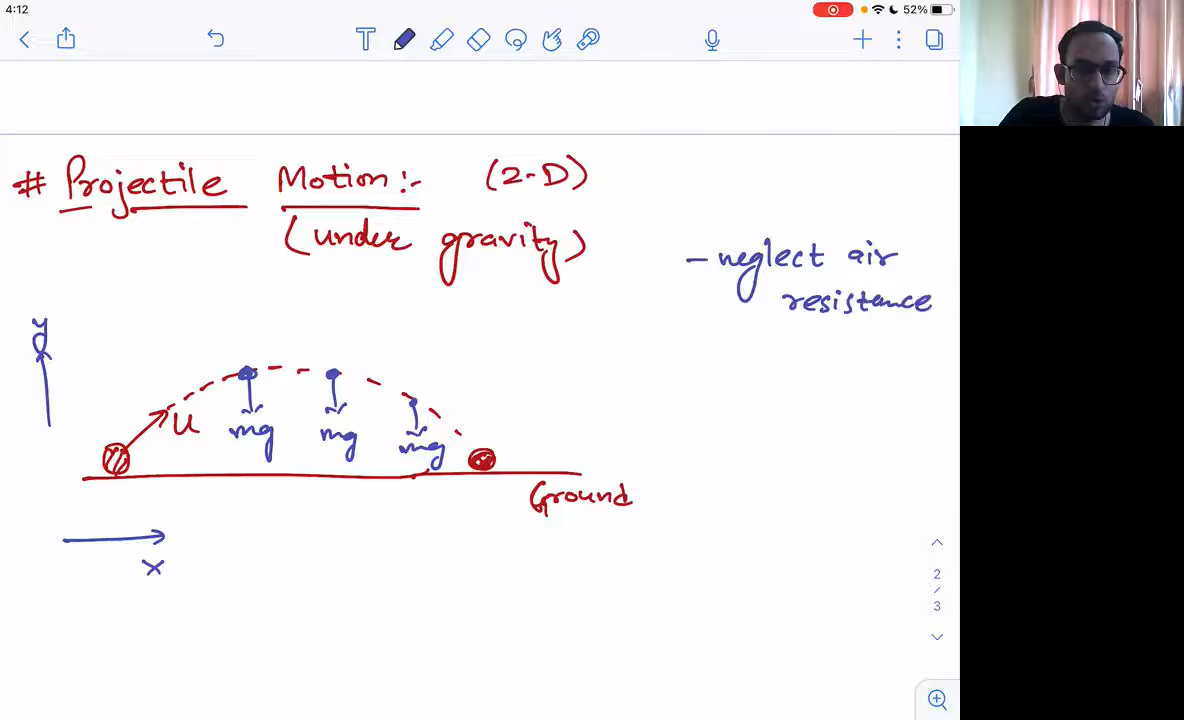 4:12
52%
# Projectile Motion:- (2-D)
(under gravity)
- neglect air
resistance
y
u
mg
mg
mg
Ground
x
2
/
3